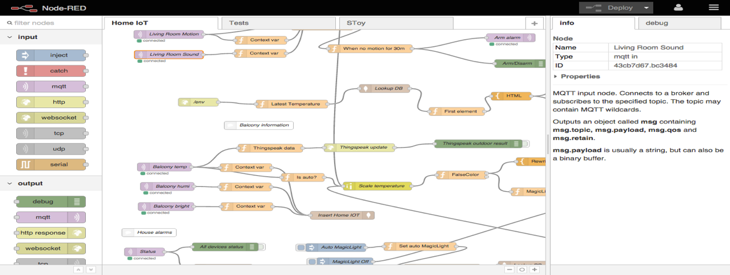 Node-RED
Deploy
filter nodes
Home IoT
Tests
SToy
info
debug
input
inject
catch
mqtt
http
websocket
tcp
udp
serial
output
debug
mqtt
http response
websocket
tcp
Living Room Motion
connected
Living Room Sound
connected
Context var
Context var
When no motion for 30m
Arm alarm
connected
Arm/Disarm
/env
Latest Temperature
Lookup DB
First element
HTML
Balcony information
Thingspeak data
Thingspeak update
Thingspeak outdoor result
Balcony temp
connected
Context var
Is auto?
Scale temperature
FalseColor
Balcony humi
connected
Context var
Balcony bright
connected
Context var
Insert Home IOT
House alarms
Status
connected
All devices status
Auto MagicLight
Set auto MagicLight
MagicLight Off
Node
Name Living Room Sound
Type mqtt in
ID 43cb7d67.bc3484
Properties
MQTT input node. Connects to a broker and
subscribes to the specified topic. The topic may
contain MQTT wildcards.
Outputs an object called msg containing
msg.topic, msg.payload, msg.qos and
msg.retain.
msg.payload is usually a string, but can also be
a binary buffer.